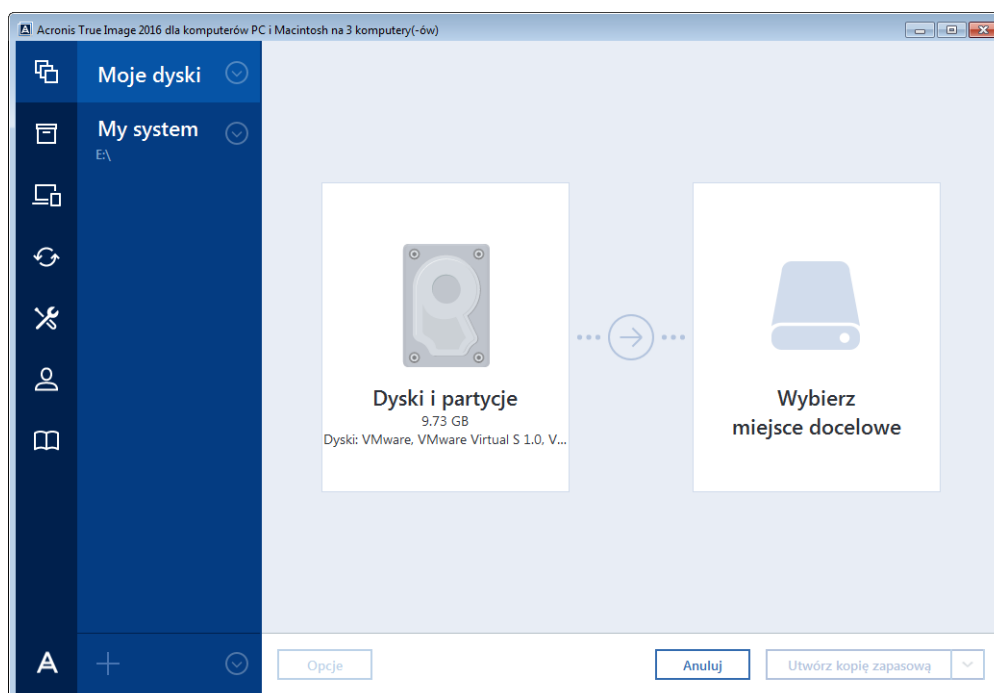 Acronis True Image 2016 dla komputerów PC i Macintosh na 3 komputery(-ów)
Moje dyski
My system
E:\
Dyski i partycje
9.73 GB
Dyski: VMware, VMware Virtual S 1.0, V...
Wybierz
miejsce docelowe
Opcje
Anuluj
Utwórz kopię zapasową